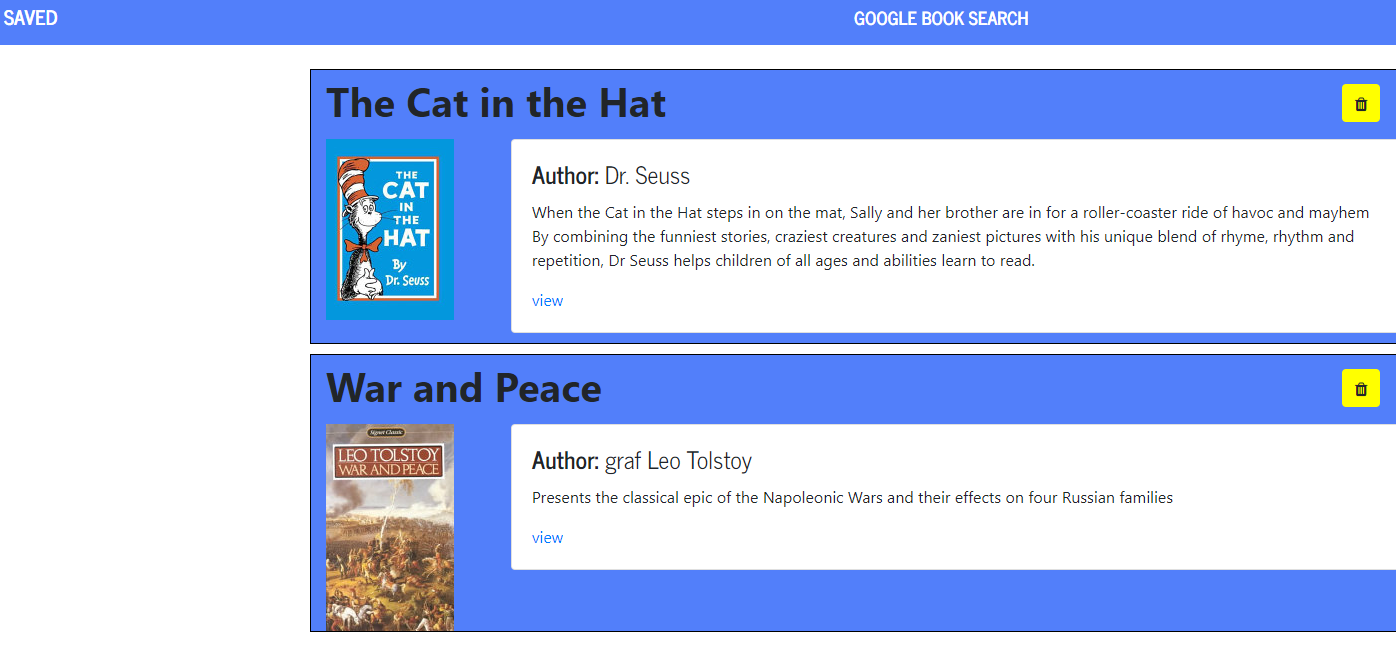 SAVED
GOOGLE BOOK SEARCH
The Cat in the Hat
THE
CAT
IN
THE
HAT
By
Dr. Seuss
Author: Dr. Seuss
When the Cat in the Hat steps in on the mat, Sally and her brother are in for a roller-coaster ride of havoc and mayhem
By combining the funniest stories, craziest creatures and zaniest pictures with his unique blend of rhyme, rhythm and
repetition, Dr Seuss helps children of all ages and abilities learn to read.
view
War and Peace
Signet Classic
LEO TOLSTOY
WAR AND PEACE
Author: graf Leo Tolstoy
Presents the classical epic of the Napoleonic Wars and their effects on four Russian families
view